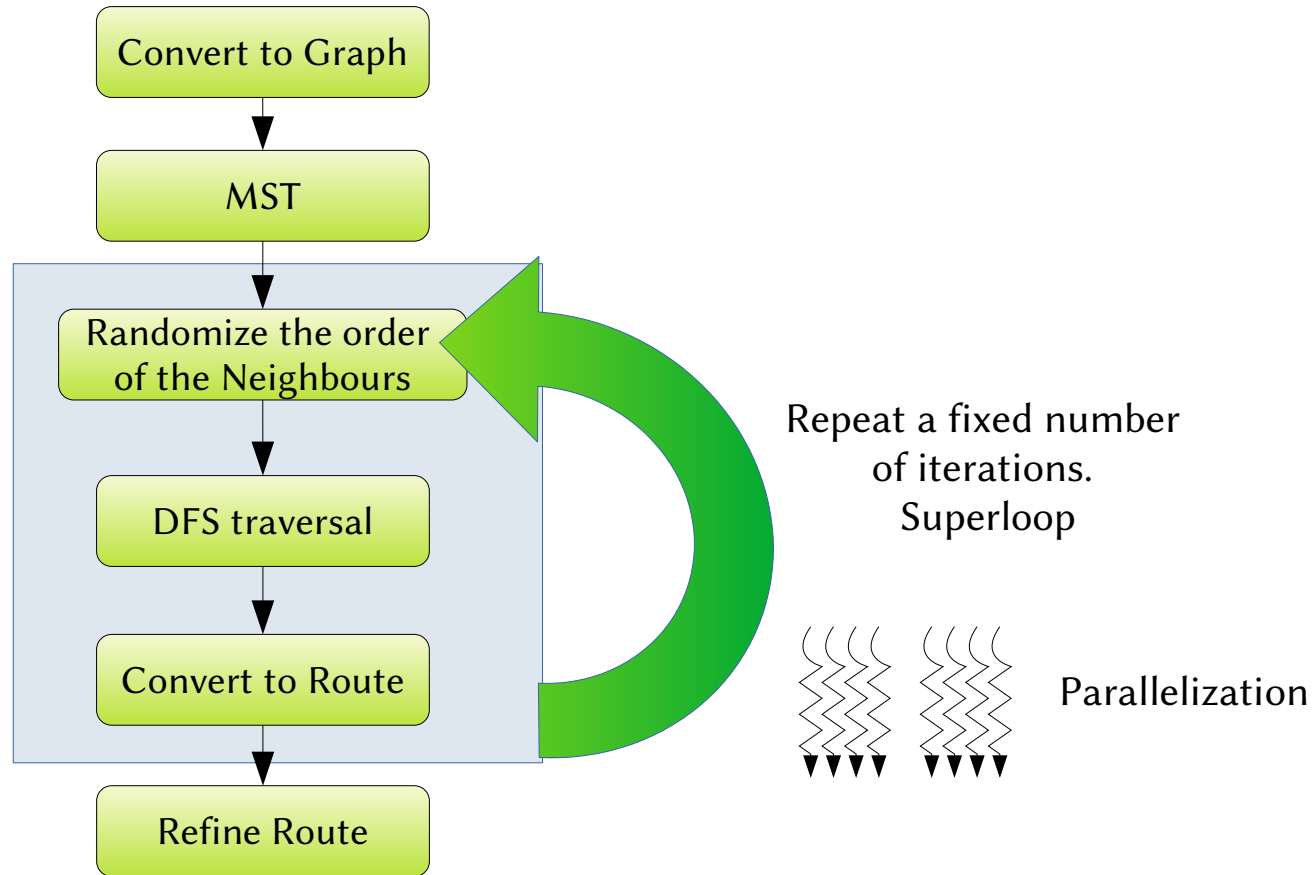 Convert to Graph
MST
Randomize the order
of the Neighbours
DFS traversal
Convert to Route
Refine Route
Repeat a fixed number
of iterations.
Superloop
Parallelization